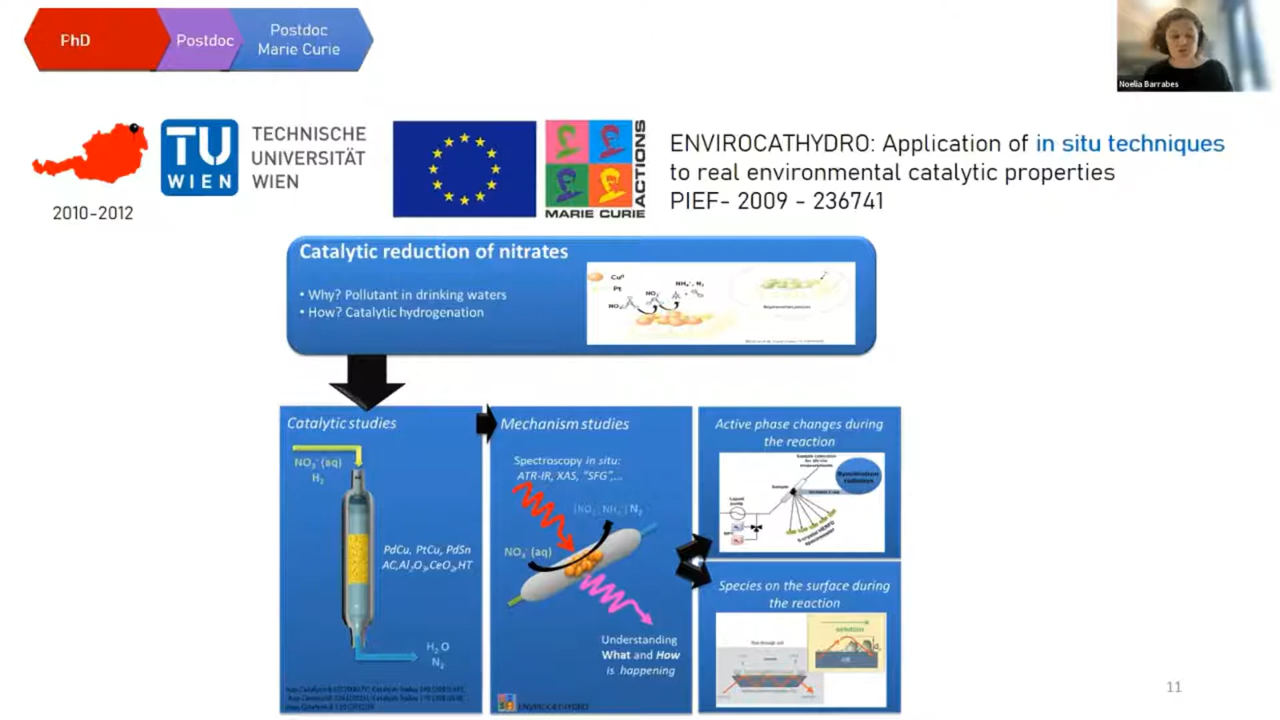 PhD
Postdoc
Postdoc
Marie Curie
Noelia Barrabes
2010-2012
TU
WIEN
TECHNISCHE
UNIVERSITÄT
WIEN
MARIE CURIE
ACTIONS
ENVIROCATHYDRO: Application of in situ techniques
to real environmental catalytic properties
PIEF- 2009 - 236741
Catalytic reduction of nitrates
• Why? Pollutant in drinking waters
• How? Catalytic hydrogenation
Pt
Catalytic studies
NO₃⁻ (aq)
H₂
PdCu, PtCu, PdSn
AC, Al₂O₃, CeO₂, HT
H₂O
N₂
Mechanism studies
Spectroscopy in situ:
ATR-IR, XAS, "SFG",...
N₂
NO₃⁻ (aq)
Understanding
What and How
is happening
ENVIROCATHYDRO
Active phase changes during
the reaction
Sample
Species on the surface during
the reaction
11